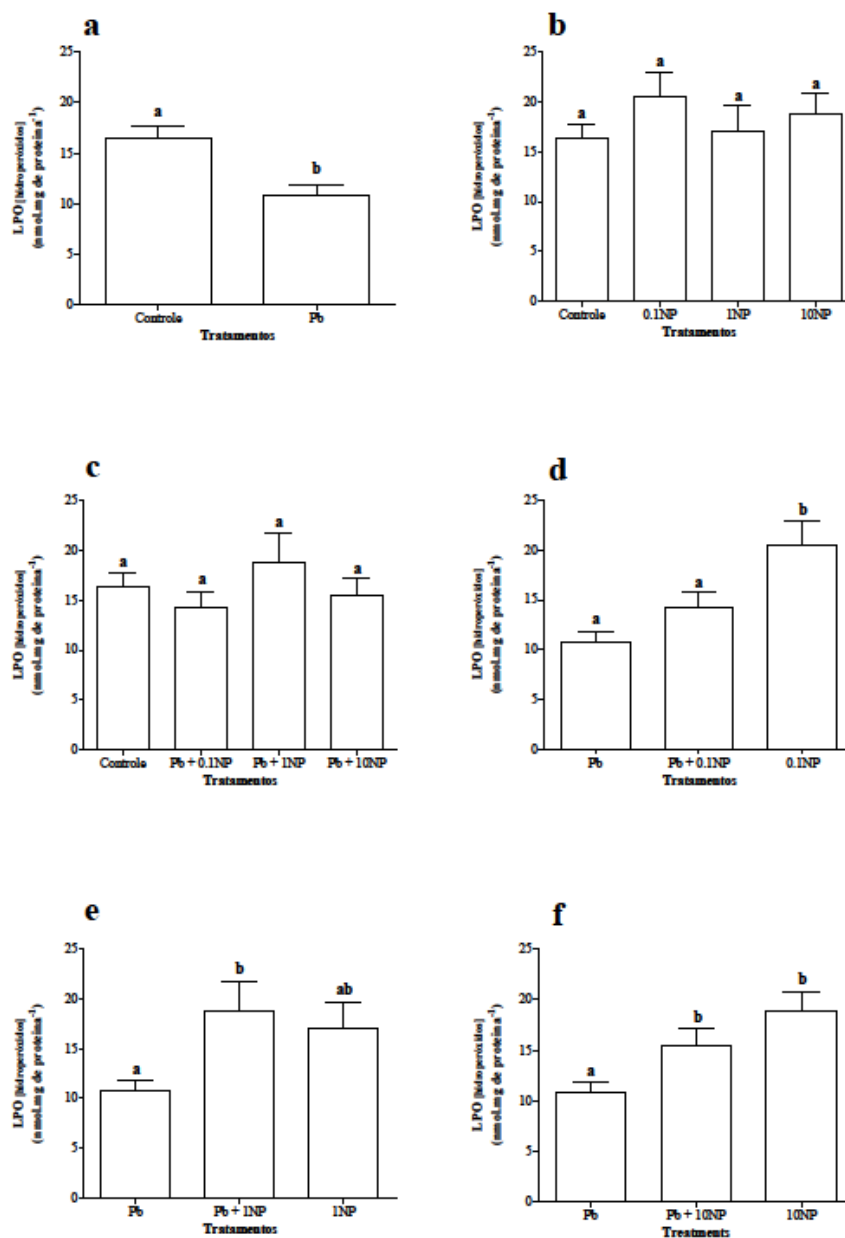 a
LPO [hidroperóxidos]
(nmol.mg de proteína-1)
25
20
15
10
5
0
a
b
Controle Pb
Tratamentos
b
LPO [hidroperóxidos]
(nmol.mg de proteína-1)
25
20
15
10
5
0
a a a a
Controle 0.1NP 1NP 10NP
Tratamentos
c
LPO [hidroperóxidos]
(nmol.mg de proteína-1)
25
20
15
10
5
0
a a a a
Controle Pb + 0.1NP Pb + 1NP Pb + 10NP
Tratamentos
d
LPO [hidroperóxidos]
(nmol.mg de proteína-1)
25
20
15
10
5
0
a a b
Pb Pb + 0.1NP 0.1NP
Tratamentos
e
LPO [hidroperóxidos]
(nmol.mg de proteína-1)
25
20
15
10
5
0
a b ab
Pb Pb + 1NP 1NP
Tratamentos
f
LPO [hidroperóxidos]
(nmol.mg de proteína-1)
25
20
15
10
5
0
a b b
Pb Pb + 10NP 10NP
Treatments